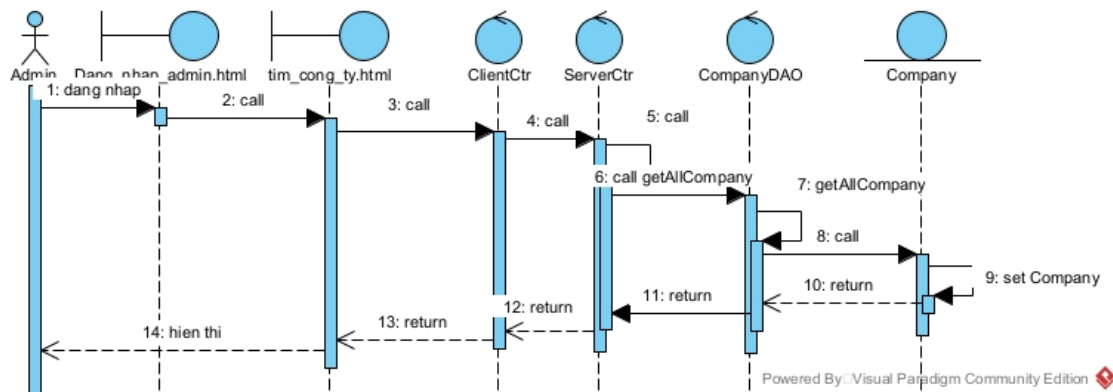 Admin
Dang_nhap_admin.html
tim_cong_ty.html
ClientCtr
ServerCtr
CompanyDAO
Company
1: dang nhap
2: call
3: call
4: call
5: call
6: call getAllCompany
7: getAllCompany
8: call
9: set Company
10: return
11: return
12: return
13: return
14: hien thi
Powered By Visual Paradigm Community Edition